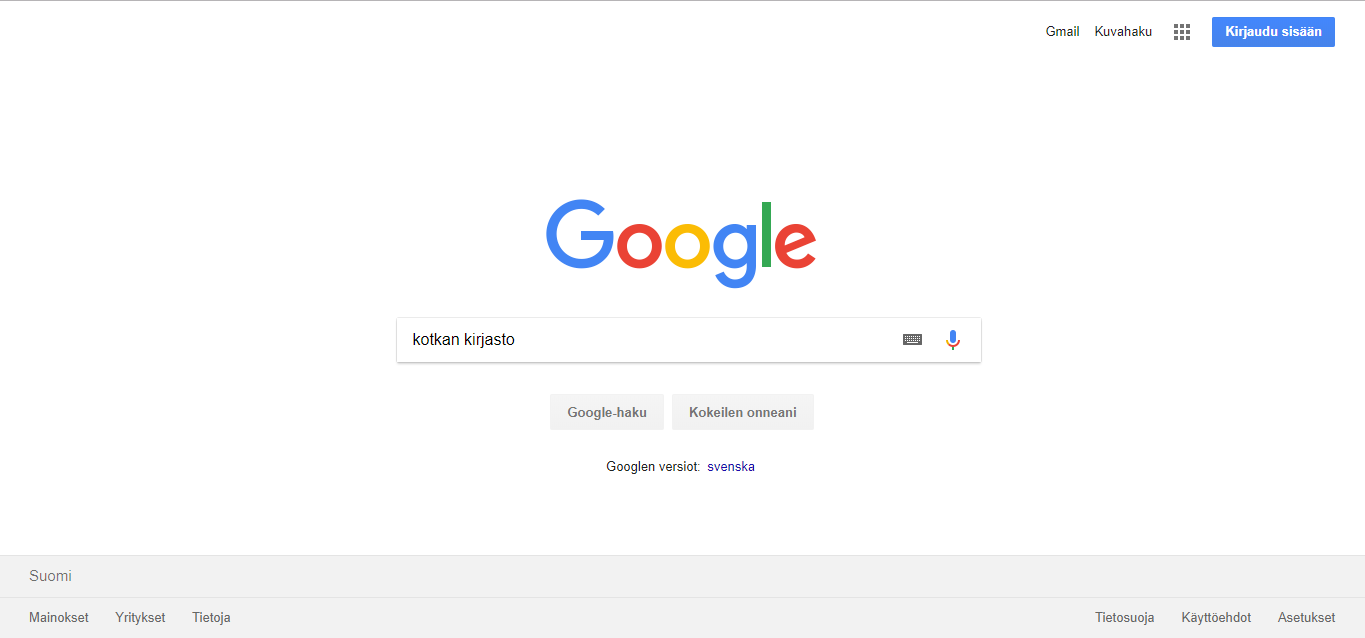 Gmail Kuvahaku Kirjaudu sisään
Google
kotkan kirjasto
Google-haku Kokeilen onneani
Googlen versiot: svenska
Suomi
Mainokset Yritykset Tietoja Tietosuoja Käyttöehdot Asetukset